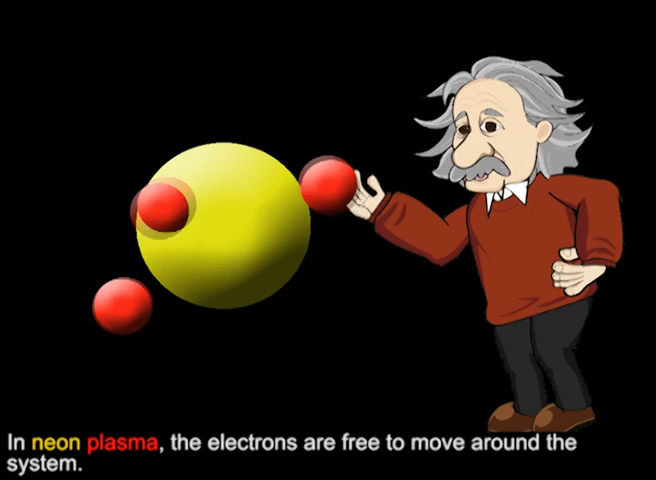 In neon plasma, the electrons are free to move around the
system.